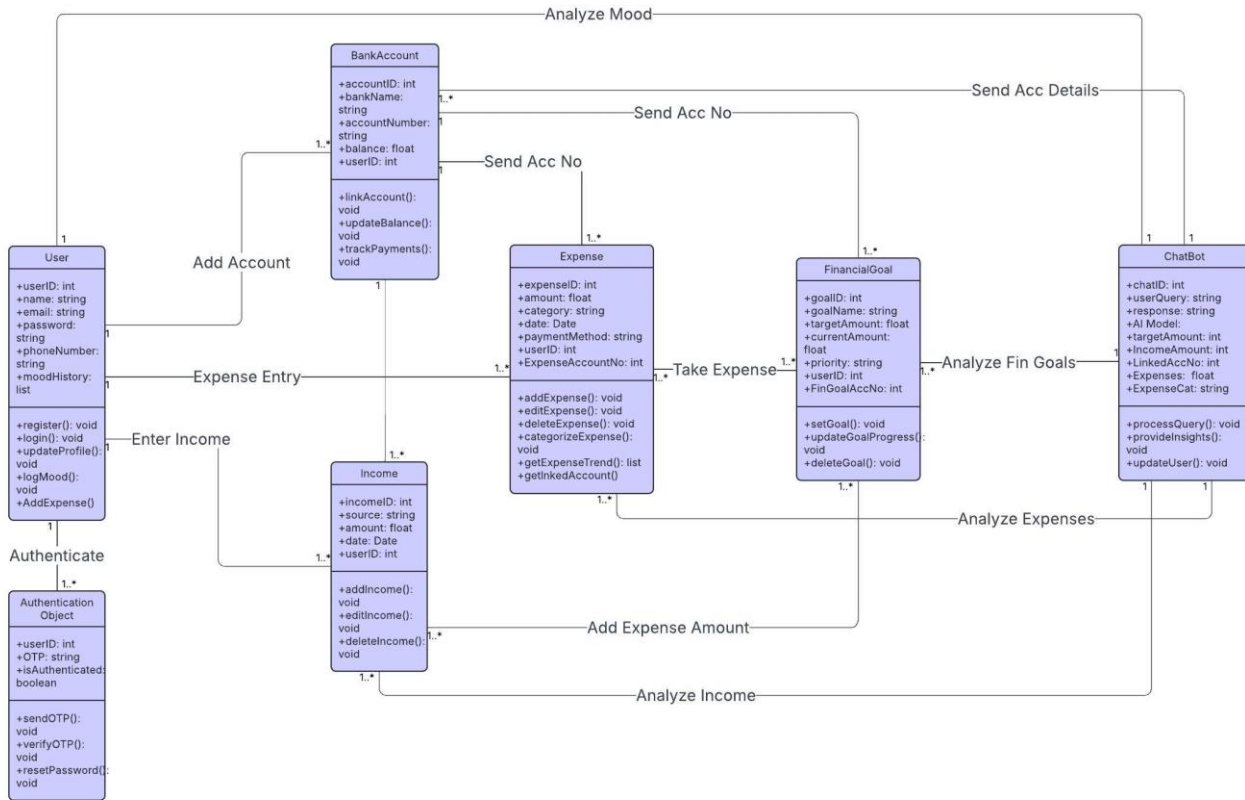 Analyze Mood
BankAccount
+accountID: int
+bankName:
string
+accountNumber:
string
+balance: float
+userID: int
+linkAccount():
void
+updateBalance():
void
+trackPayments():
void
1..*
1..*
1
1
1
Send Acc Details
Send Acc No
Send Acc No
Add Account
1
User
+userID: int
+name: string
+email: string
+password:
string
+phoneNumber:
string
+moodHistory:
list
+register(): void
+login(): void
+updateProfile():
void
+logMood():
void
+AddExpense()
1
1
1
1
Expense Entry
Enter Income
Authenticate
1..*
Authentication
Object
+userID: int
+OTP: string
+isAuthenticated:
boolean
+sendOTP():
void
+verifyOTP():
void
+resetPassword():
void
1..*
Income
+incomeID: int
+source: string
+amount: float
+date: Date
+userID: int
+addIncome():
void
+editIncome():
void
+deleteIncome():
void
1..*
1..*
1..*
1..*
Expense
+expenseID: int
+amount: float
+category: string
+date: Date
+paymentMethod: string
+userID: int
+ExpenseAccountNo: int
+addExpense(): void
+editExpense(): void
+deleteExpense(): void
+categorizeExpense():
void
+getExpenseTrend(): list
+getInkedAccount()
1..*
1..*
1..*
Take Expense
1..*
FinancialGoal
+goalID: int
+goalName: string
+targetAmount: float
+currentAmount:
float
+priority: string
+userID: int
+FinGoalAccNo: int
+setGoal(): void
+updateGoalProgress():
void
+deleteGoal(): void
1..*
1..*
1..*
Analyze Fin Goals
1
1
ChatBot
+chatID: int
+userQuery: string
+response: string
+AI Model:
+targetAmount: int
+IncomeAmount: int
+LinkedAccNo: int
+Expenses: float
+ExpenseCat: string
+processQuery(): void
+provideInsights():
void
+updateUser(): void
1
1
1
Analyze Expenses
Add Expense Amount
Analyze Income